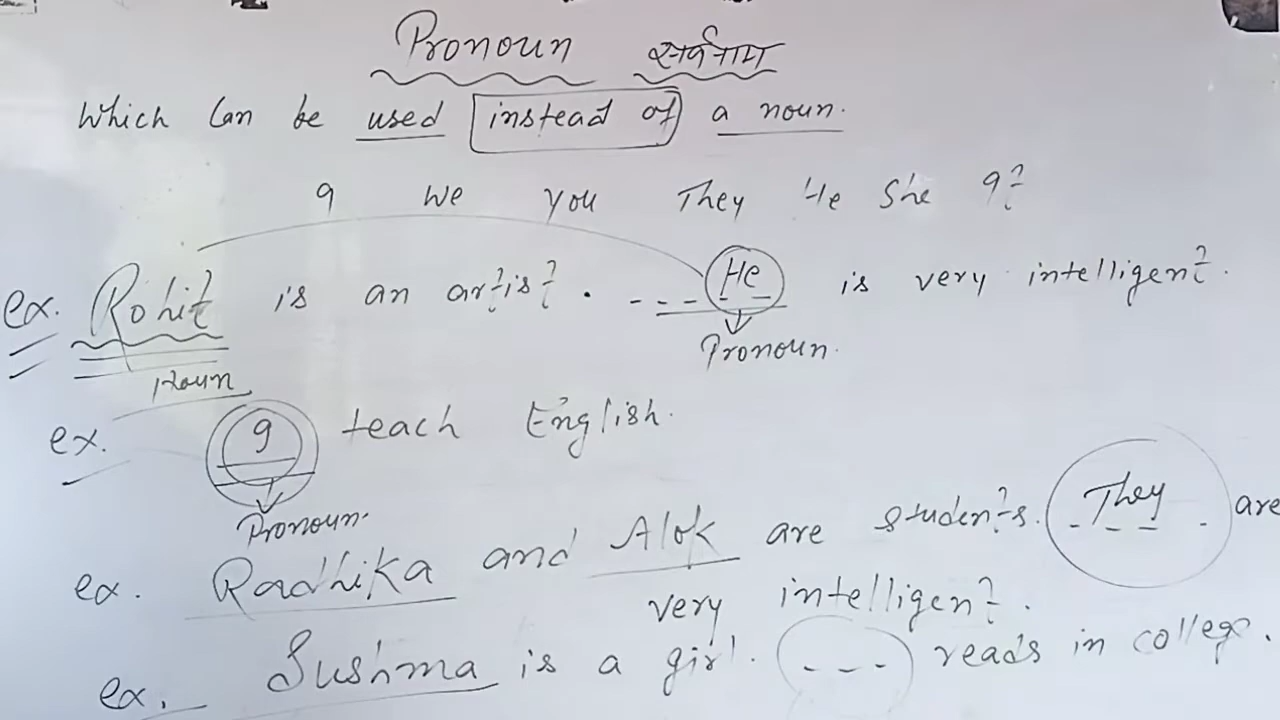 Pronoun सर्वनाम
Which Can be used instead of a noun.
I We You They He She It
ex. Rohit is an artist. He is very intelligent.
Noun Pronoun.
ex. I teach English.
Pronoun.
ex. Radhika and Alok are students. They are
very intelligent.
ex. Sushma is a girl. --- reads in college.